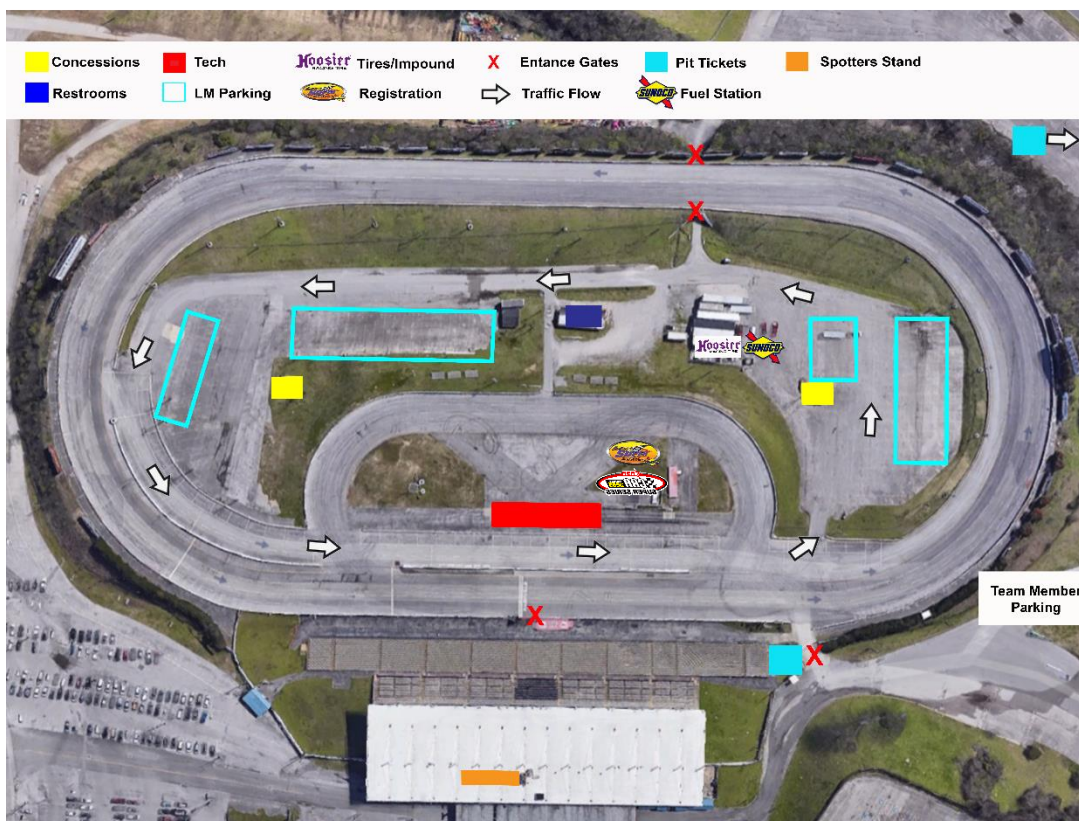 Concessions
Tech
Hoosier
Tires/Impound
X
Entance Gates
Pit Tickets
Spotters Stand
Restrooms
LM Parking
Registration
Traffic Flow
SUNOCO
Fuel Station
X
X
Hoosier
SUNOCO
Team Member
Parking
X
X